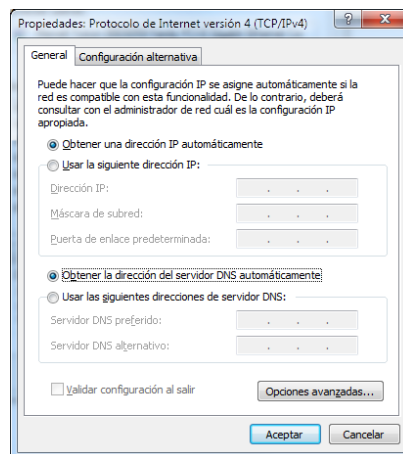 Propiedades: Protocolo de Internet versión 4 (TCP/IPv4)
General
Configuración alternativa
Puede hacer que la configuración IP se asigne automáticamente si la
red es compatible con esta funcionalidad. De lo contrario, deberá
consultar con el administrador de red cuál es la configuración IP
apropiada.
Obtener una dirección IP automáticamente
Usar la siguiente dirección IP:
Dirección IP:
Máscara de subred:
Puerta de enlace predeterminada:
Obtener la dirección del servidor DNS automáticamente
Usar las siguientes direcciones de servidor DNS:
Servidor DNS preferido:
Servidor DNS alternativo:
Validar configuración al salir
Opciones avanzadas...
Aceptar
Cancelar